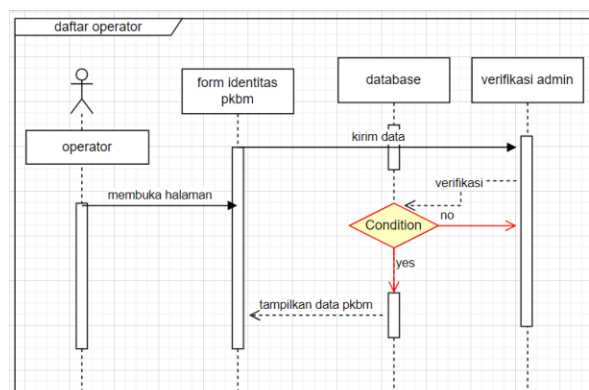 daftar operator
operator
form identitas
pkbm
database
verifikasi admin
kirim data
verifikasi
membuka halaman
Condition
no
yes
tampilkan data pkbm